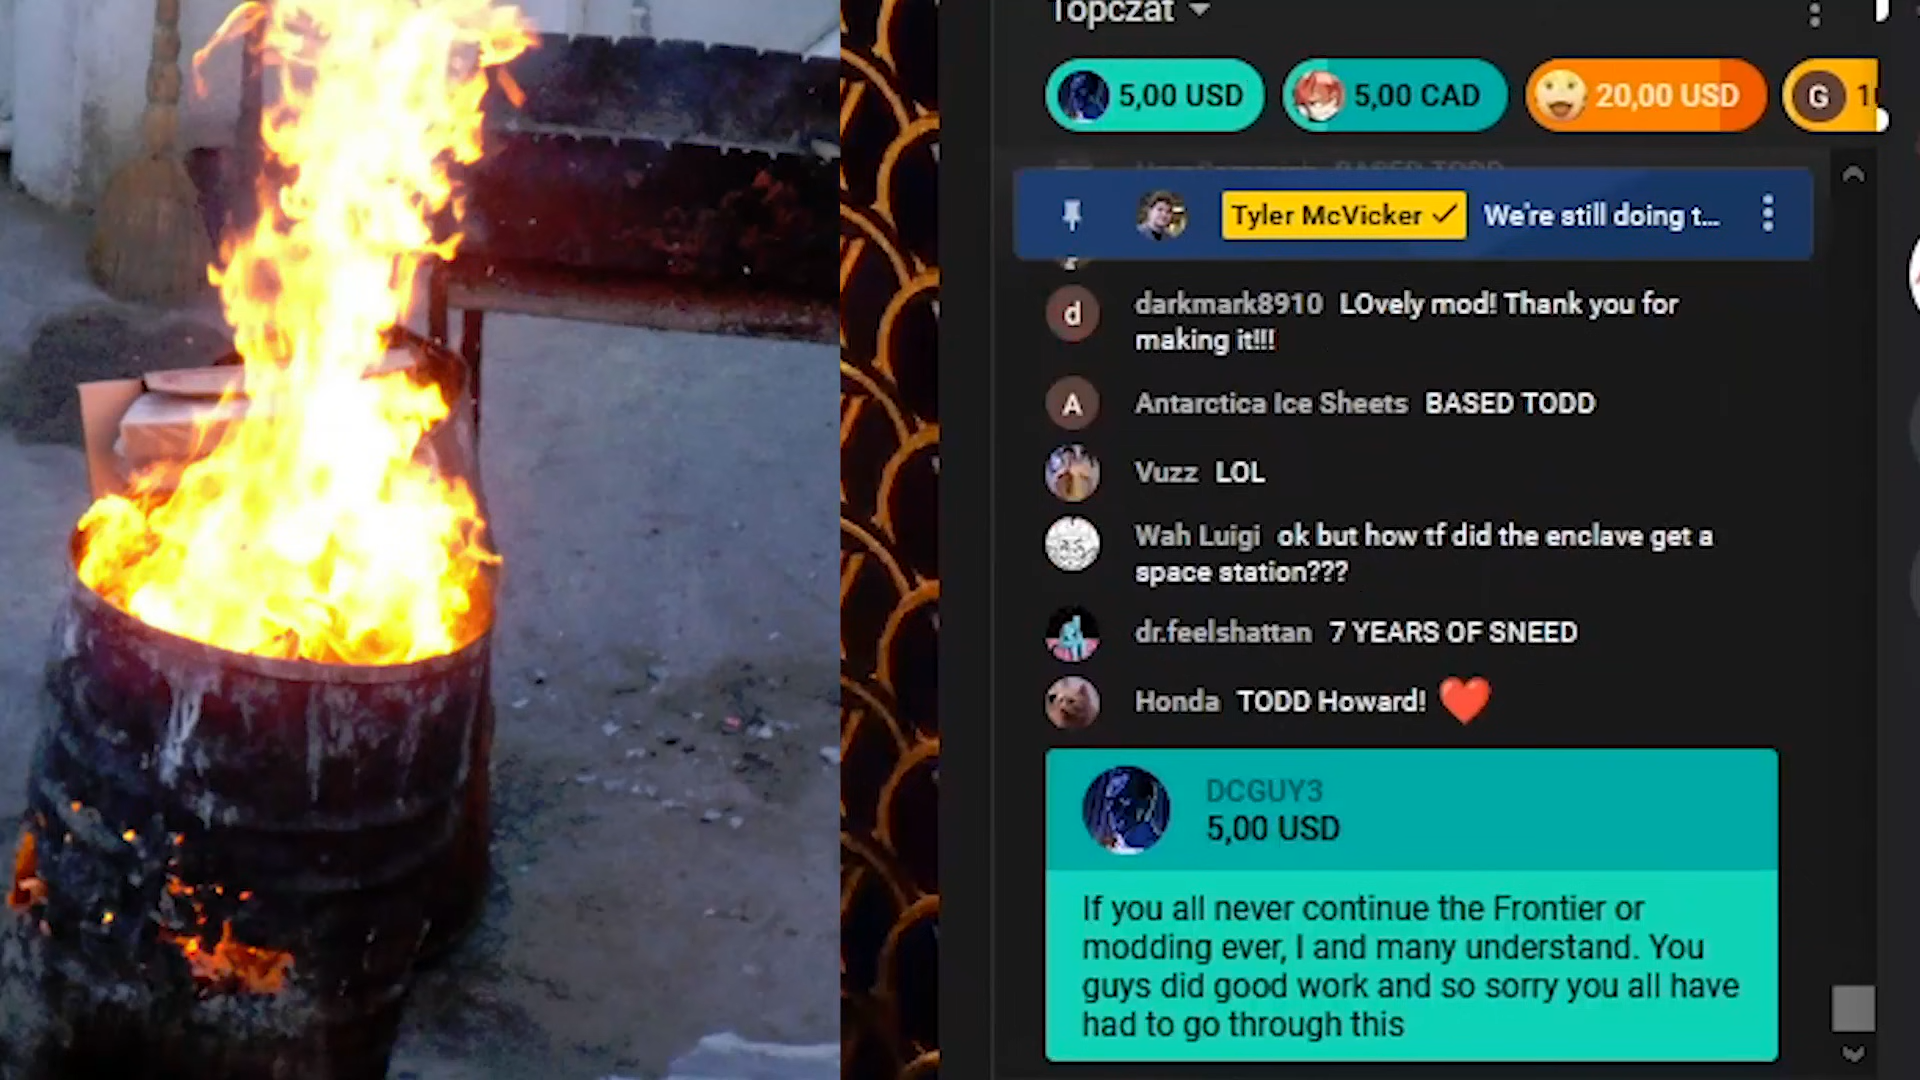 Topczat
5,00 USD
5,00 CAD
20,00 USD
G
BASED TODD
Tyler McVicker We're still doing t...
d
darkmark8910 LOvely mod! Thank you for
making it!!!
A
Antarctica Ice Sheets BASED TODD
Vuzz LOL
Wah Luigi ok but how tf did the enclave get a
space station???
dr.feelshattan 7 YEARS OF SNEED
Honda TODD Howard!
DCGUY3
5,00 USD
If you all never continue the Frontier or
modding ever, I and many understand. You
guys did good work and so sorry you all have
had to go through this